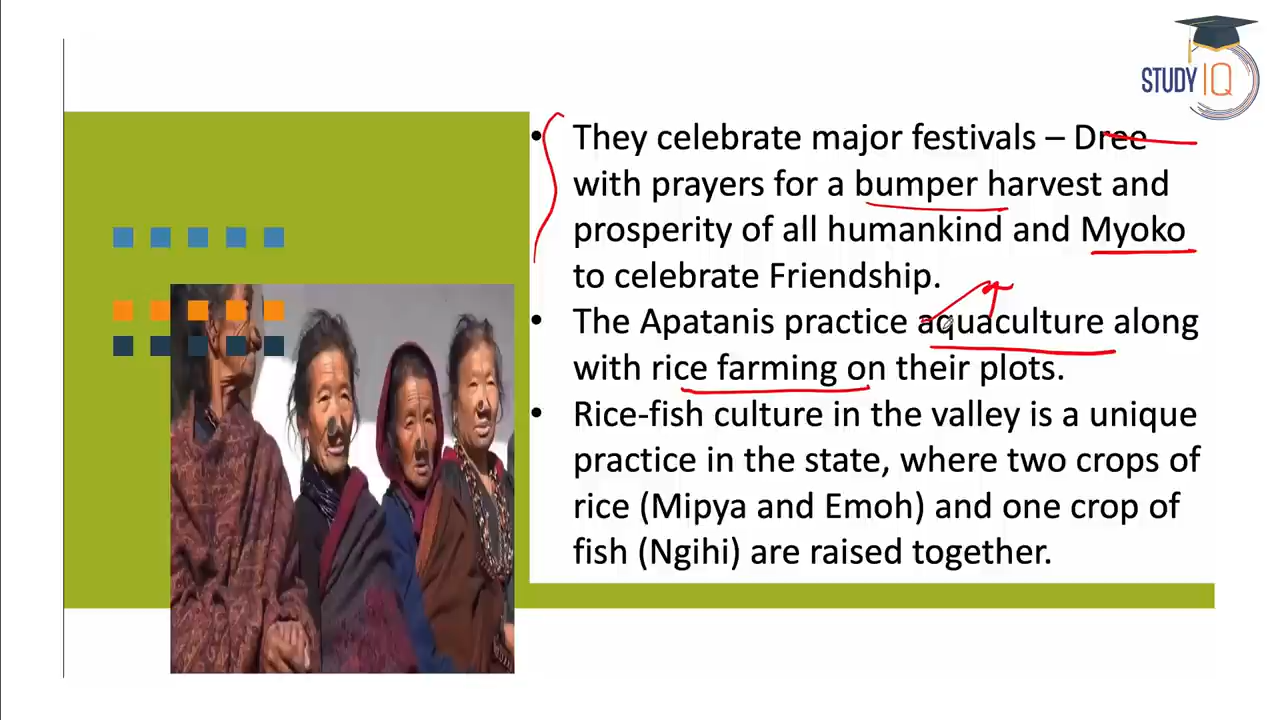 STUDY IQ
• They celebrate major festivals – Dree
with prayers for a bumper harvest and
prosperity of all humankind and Myoko
to celebrate Friendship.
• The Apatanis practice aquaculture along
with rice farming on their plots.
• Rice-fish culture in the valley is a unique
practice in the state, where two crops of
rice (Mipya and Emoh) and one crop of
fish (Ngihi) are raised together.